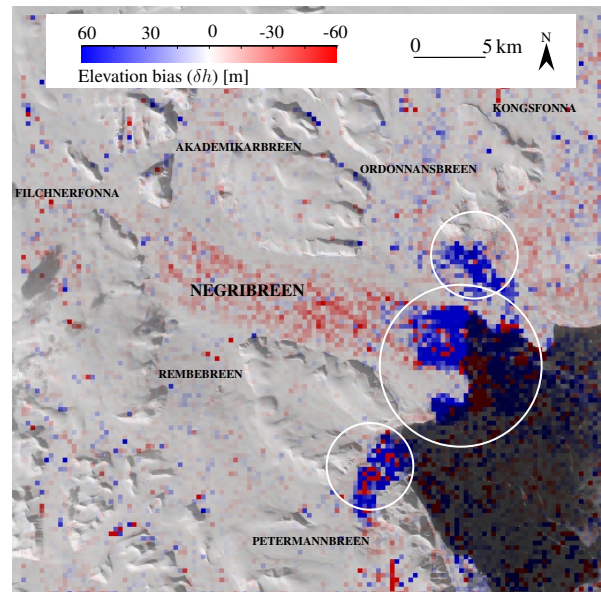 60 30 0 -30 -60
Elevation bias (δh) [m]
0 5 km
N
KONGSFONNA
AKADEMIKARBREEN
ORDONNANSBREEN
FILCHNERFONNA
NEGRIBREEN
REMBEBREEN
PETERMANNBREEN